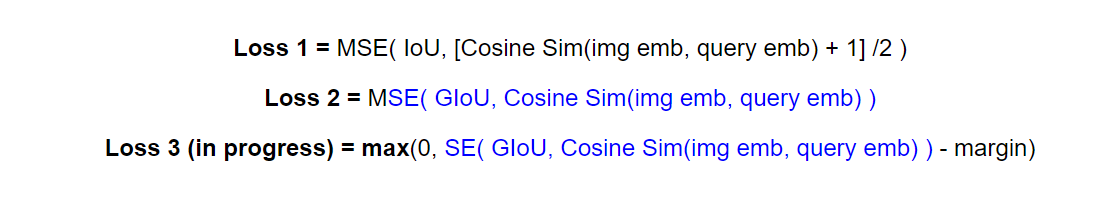 Loss 1 = MSE( IoU, [Cosine Sim(img emb, query emb) + 1] /2 )
Loss 2 = MSE( GIoU, Cosine Sim(img emb, query emb) )
Loss 3 (in progress) = max(0, SE( GIoU, Cosine Sim(img emb, query emb) ) - margin)